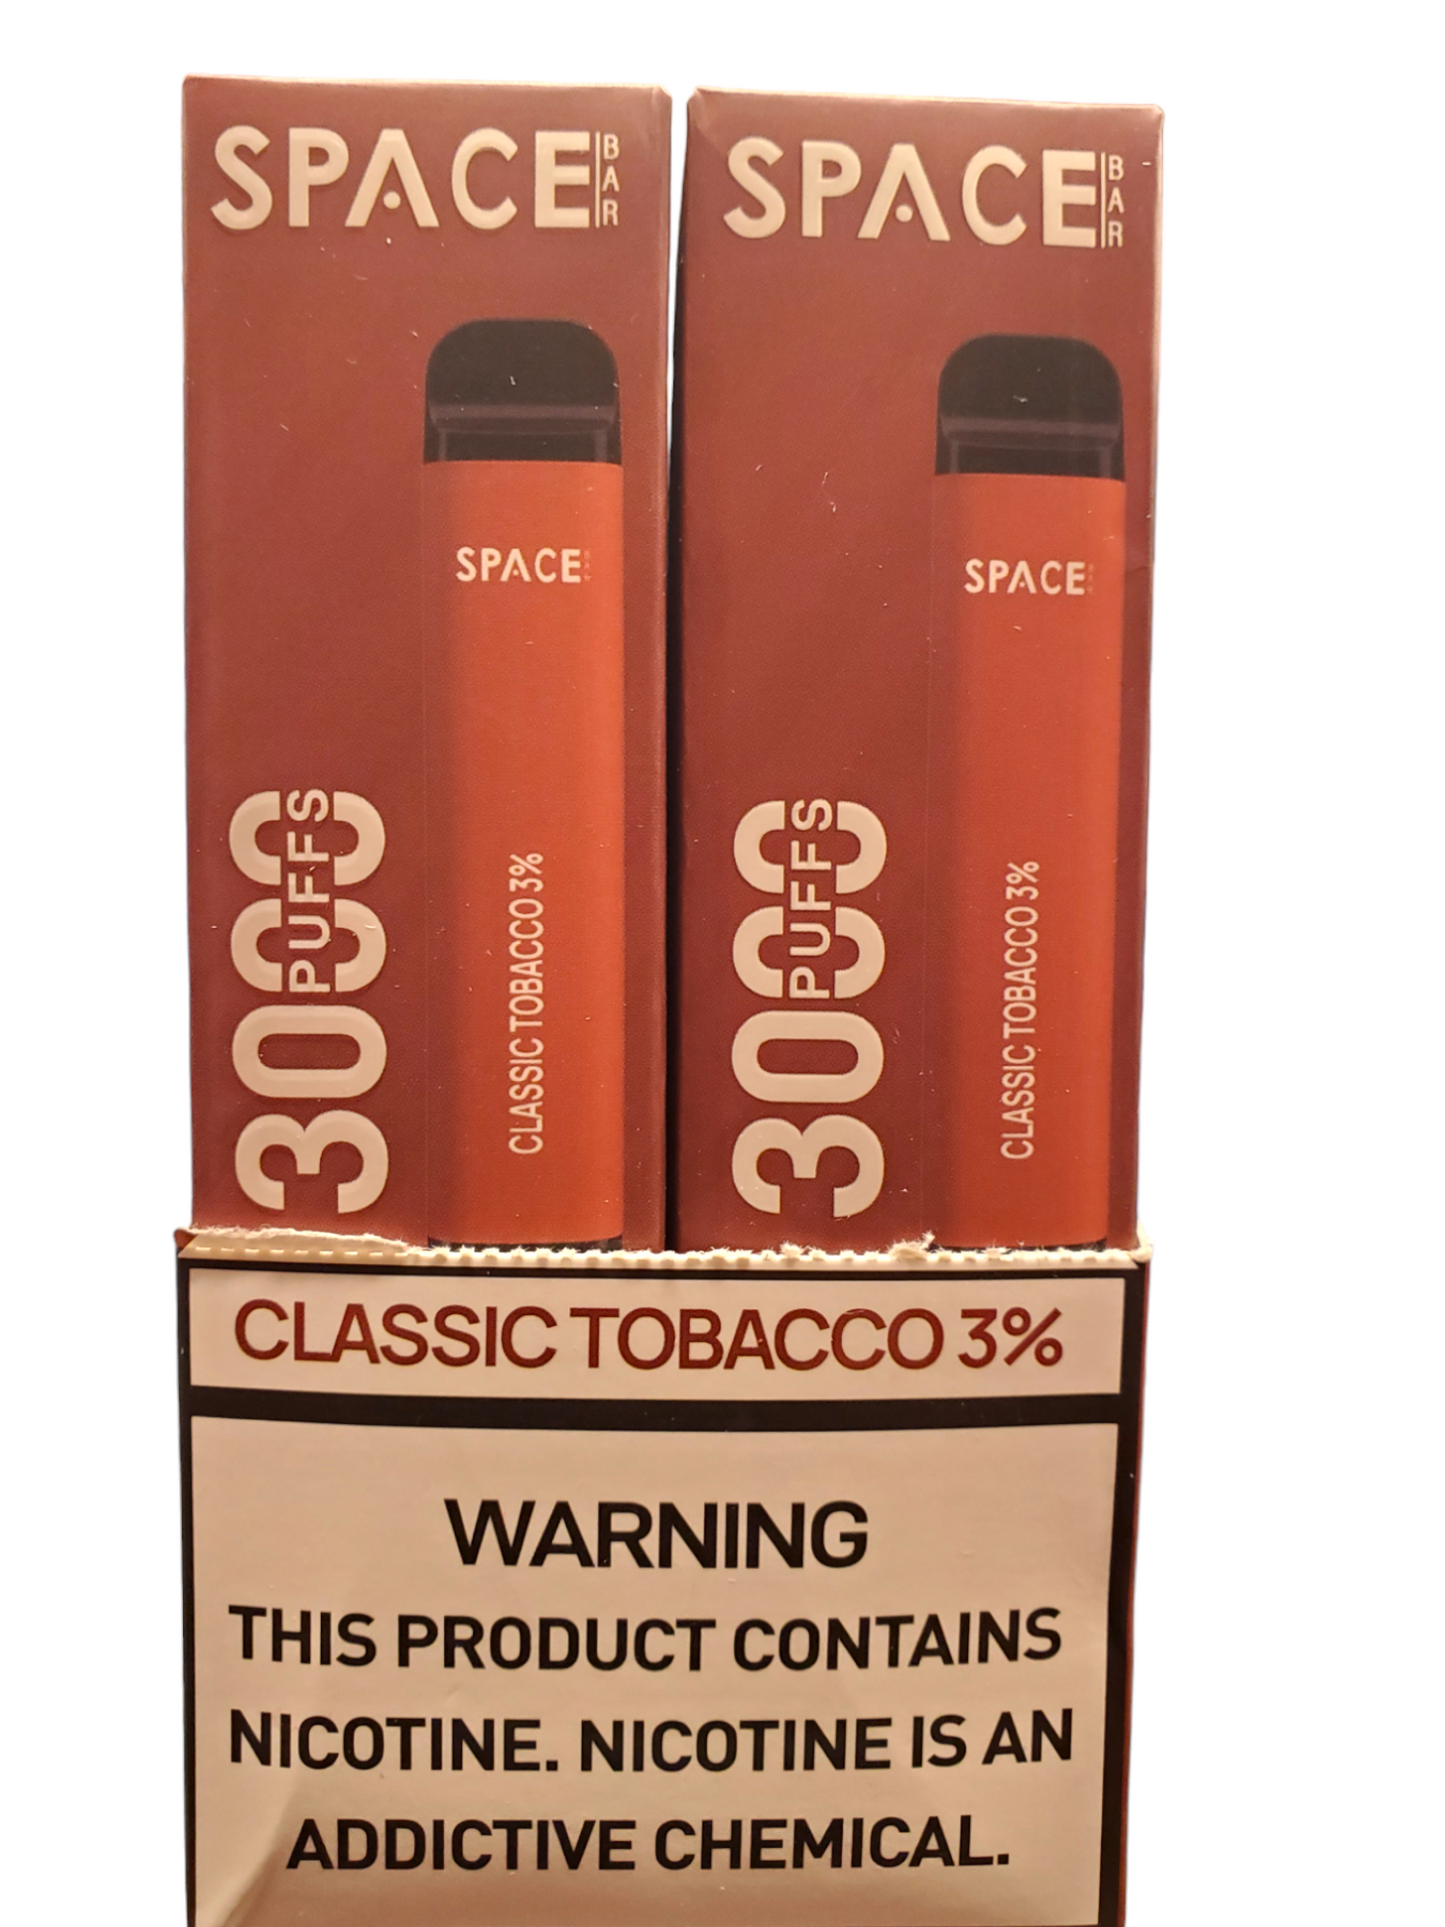 SPACE BAR
SPACE BAR
SPACE
SPACE
3000 PUFFS
CLASSIC TOBACCO 3%
3000 PUFFS
CLASSIC TOBACCO 3%
CLASSIC TOBACCO 3%
WARNING
THIS PRODUCT CONTAINS
NICOTINE. NICOTINE IS AN
ADDICTIVE CHEMICAL.